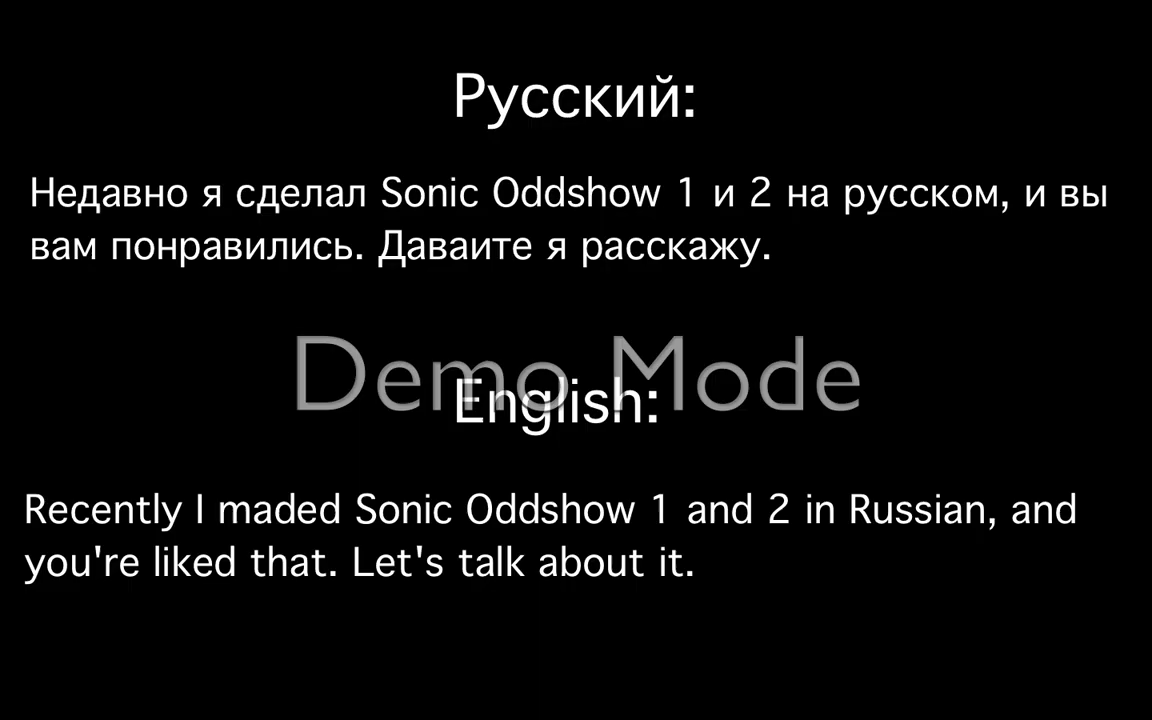 Русский:
Недавно я сделал Sonic Oddshow 1 и 2 на русском, и вы
вам понравились. Даваите я расскажу.
Demo Mode
English:
Recently I maded Sonic Oddshow 1 and 2 in Russian, and
you're liked that. Let's talk about it.